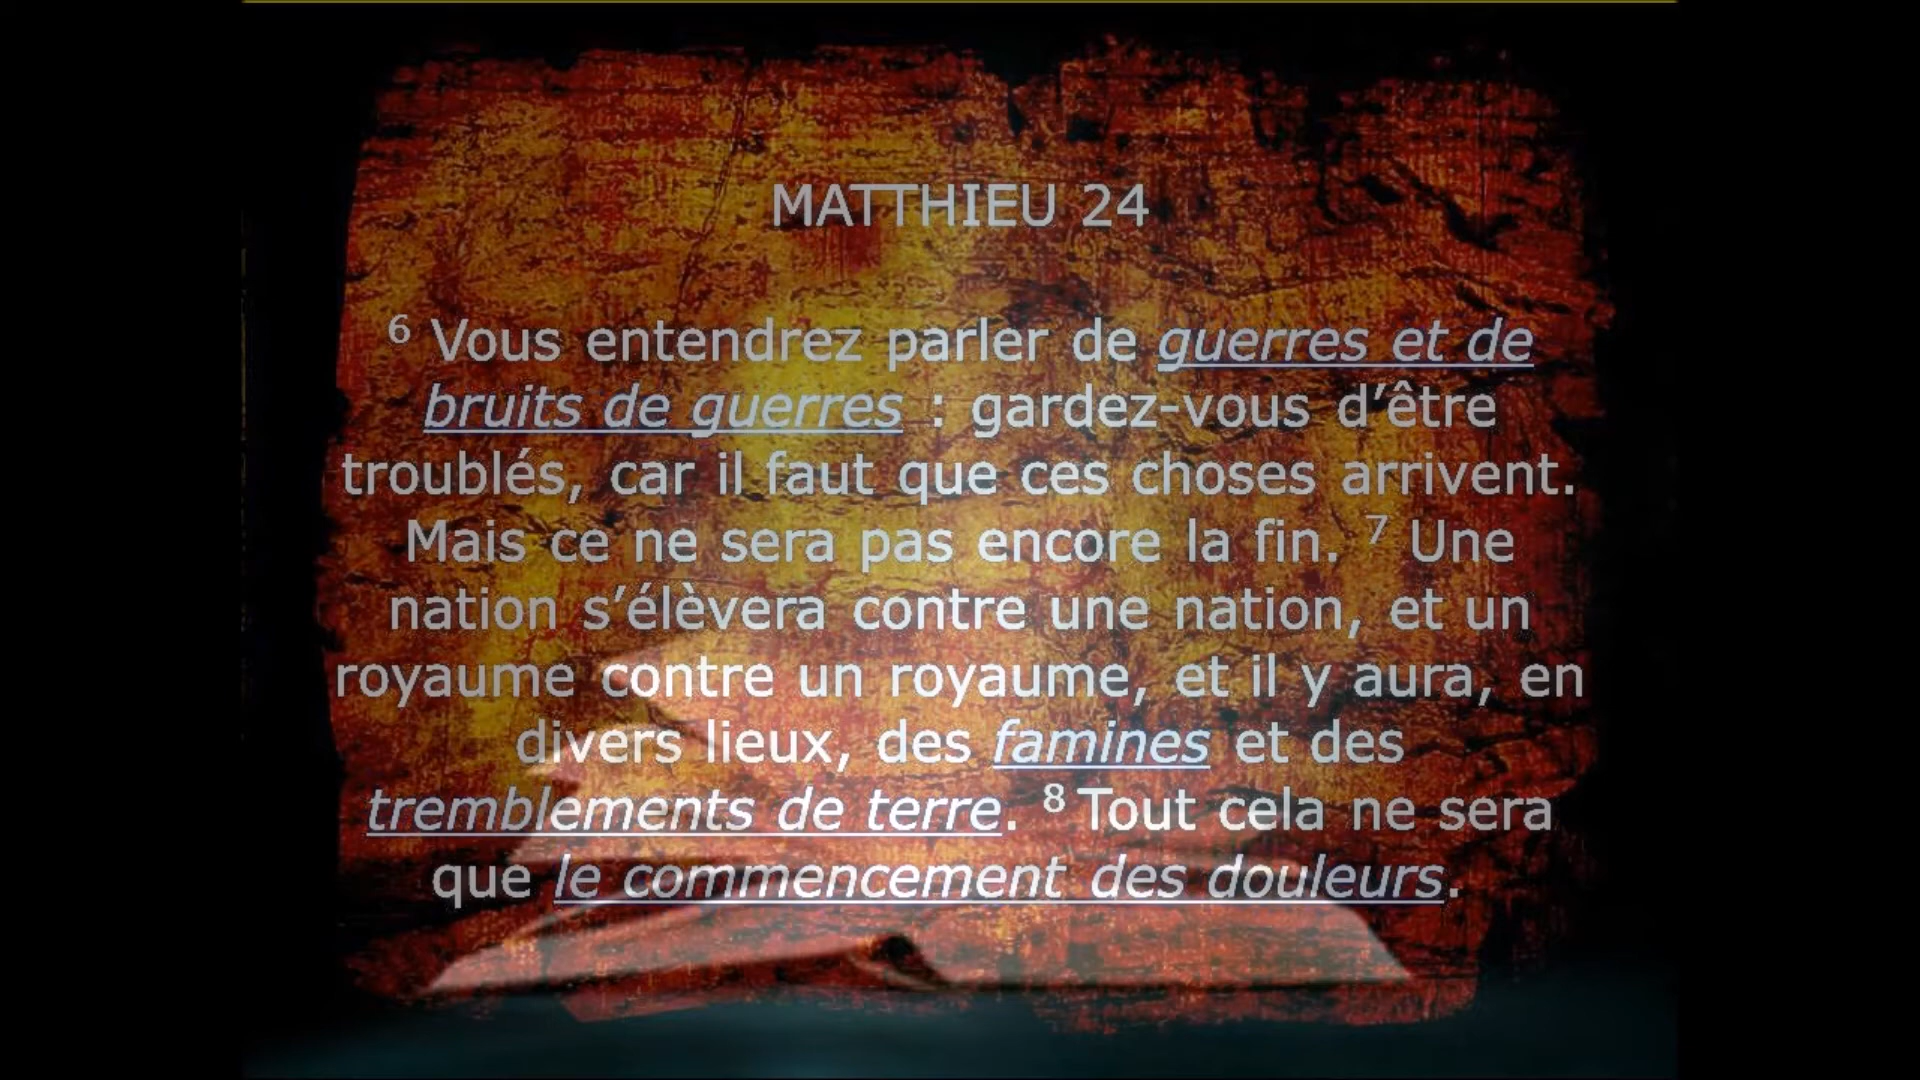 MATTHIEU 24
6 Vous entendrez parler de guerres et de
bruits de guerres : gardez-vous d’être
troublés, car il faut que ces choses arrivent.
Mais ce ne sera pas encore la fin. 7 Une
nation s’élèvera contre une nation, et un
royaume contre un royaume, et il y aura, en
divers lieux, des famines et des
tremblements de terre. 8 Tout cela ne sera
que le commencement des douleurs.